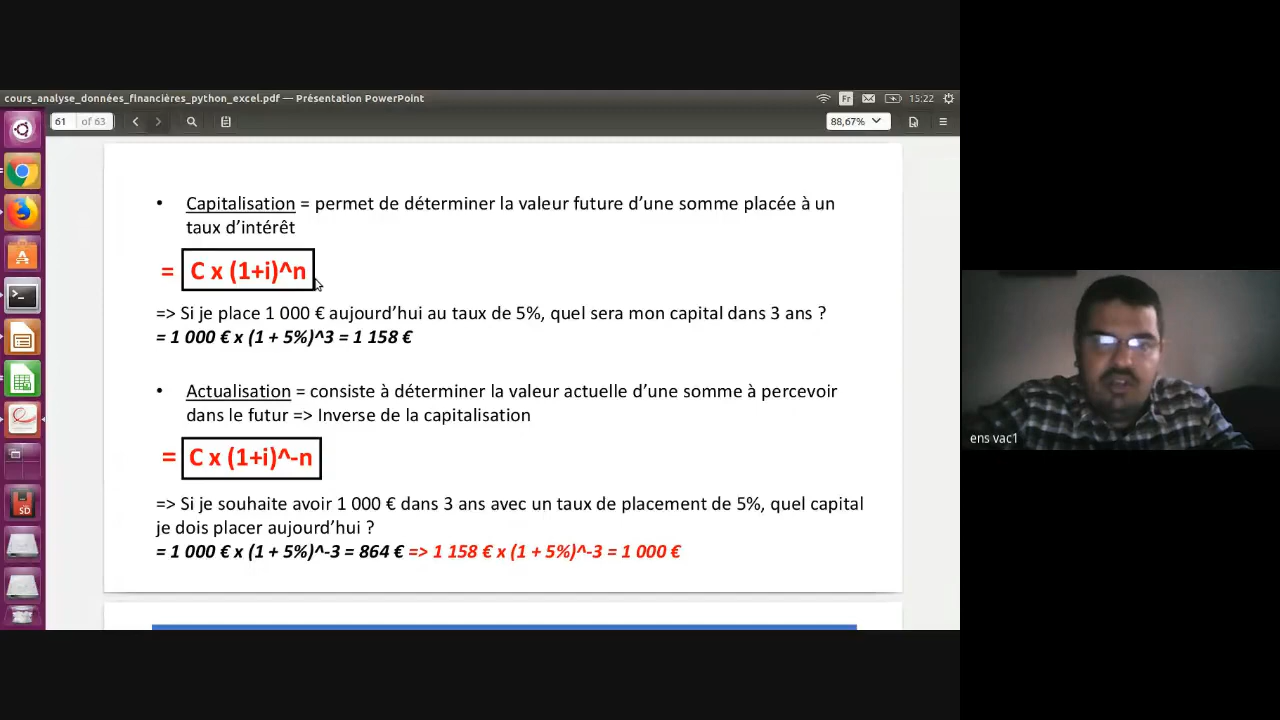 cours_analyse_données_financières_python_excel.pdf — Présentation PowerPoint
Fr
15:22
61 of 63
88,67%
• Capitalisation = permet de déterminer la valeur future d’une somme placée à un
taux d’intérêt
= C x (1+i)^n
=> Si je place 1 000 € aujourd’hui au taux de 5%, quel sera mon capital dans 3 ans ?
= 1 000 € x (1 + 5%)^3 = 1 158 €
• Actualisation = consiste à déterminer la valeur actuelle d’une somme à percevoir
dans le futur => Inverse de la capitalisation
= C x (1+i)^-n
=> Si je souhaite avoir 1 000 € dans 3 ans avec un taux de placement de 5%, quel capital
je dois placer aujourd’hui ?
= 1 000 € x (1 + 5%)^-3 = 864 € => 1 158 € x (1 + 5%)^-3 = 1 000 €
SD
ens vac1